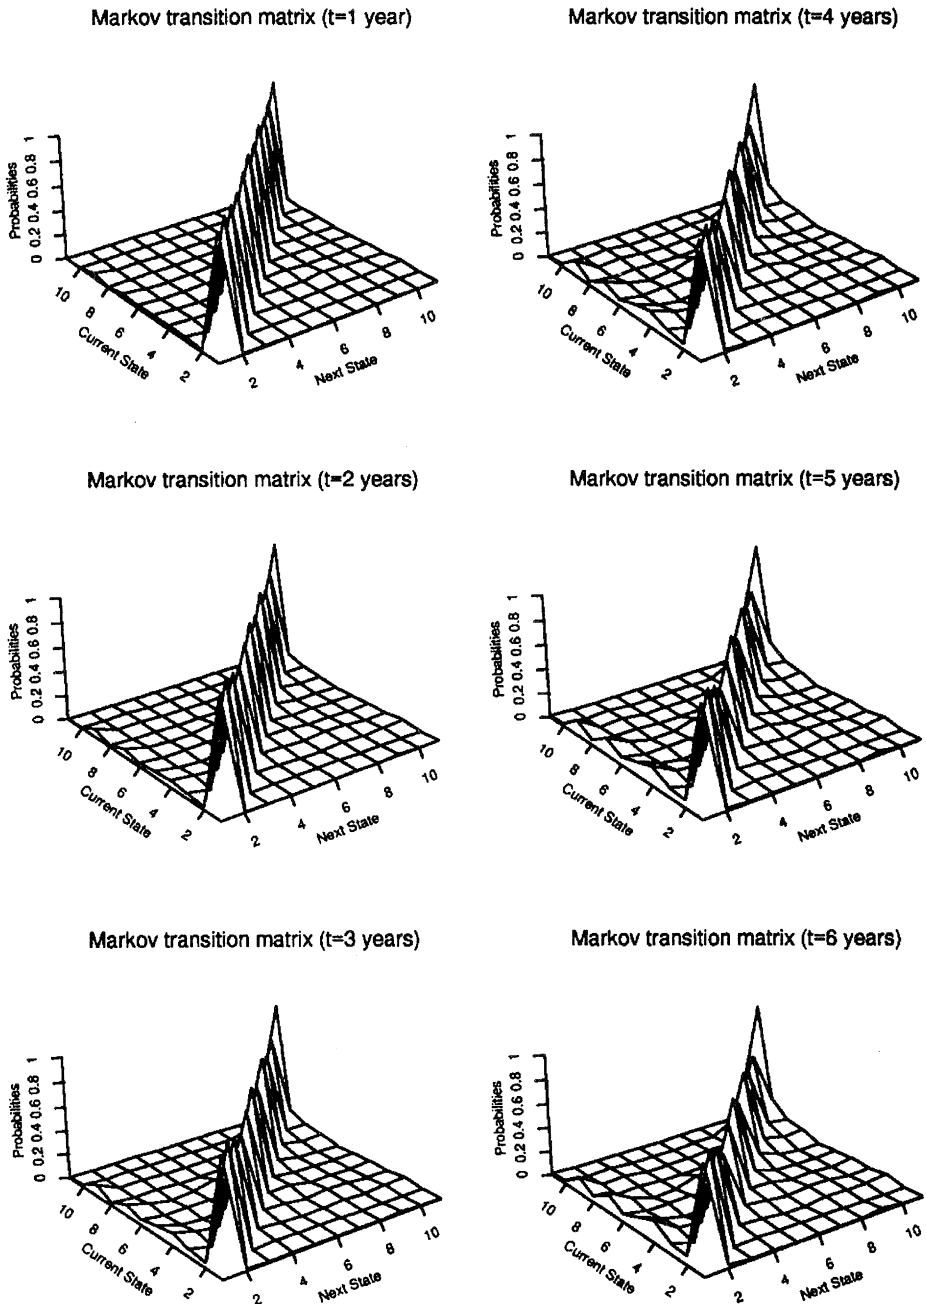 Markov transition matrix (t=1 year)
Probabilities
0 0.2 0.4 0.6 0.8 1
10 8 6 4 2
Current State
2 4 6 8 10
Next State
Markov transition matrix (t=4 years)
Probabilities
0 0.2 0.4 0.6 0.8 1
10 8 6 4 2
Current State
2 4 6 8 10
Next State
Markov transition matrix (t=2 years)
Probabilities
0 0.2 0.4 0.6 0.8 1
10 8 6 4 2
Current State
2 4 6 8 10
Next State
Markov transition matrix (t=5 years)
Probabilities
0 0.2 0.4 0.6 0.8 1
10 8 6 4 2
Current State
2 4 6 8 10
Next State
Markov transition matrix (t=3 years)
Probabilities
0 0.2 0.4 0.6 0.8 1
10 8 6 4 2
Current State
2 4 6 8 10
Next State
Markov transition matrix (t=6 years)
Probabilities
0 0.2 0.4 0.6 0.8 1
10 8 6 4 2
Current State
2 4 6 8 10
Next State